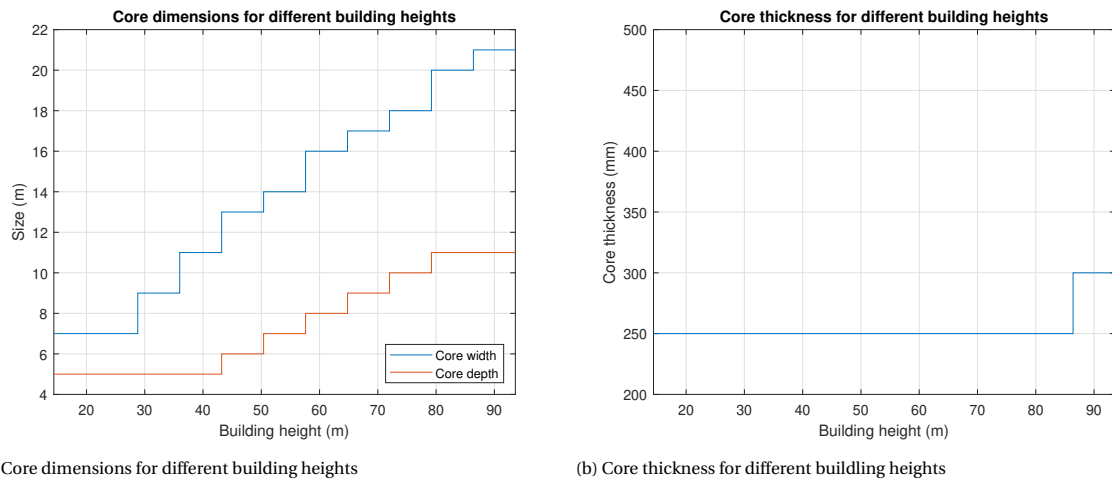 Core dimensions for different building heights
22
20
18
16
14
12
10
8
6
4
Size (m)
20 30 40 50 60 70 80 90
Building height (m)
Core width
Core depth
Core dimensions for different building heights
Core thickness for different building heights
500
450
400
350
300
250
200
Core thickness (mm)
20 30 40 50 60 70 80 90
Building height (m)
(b) Core thickness for different buildling heights